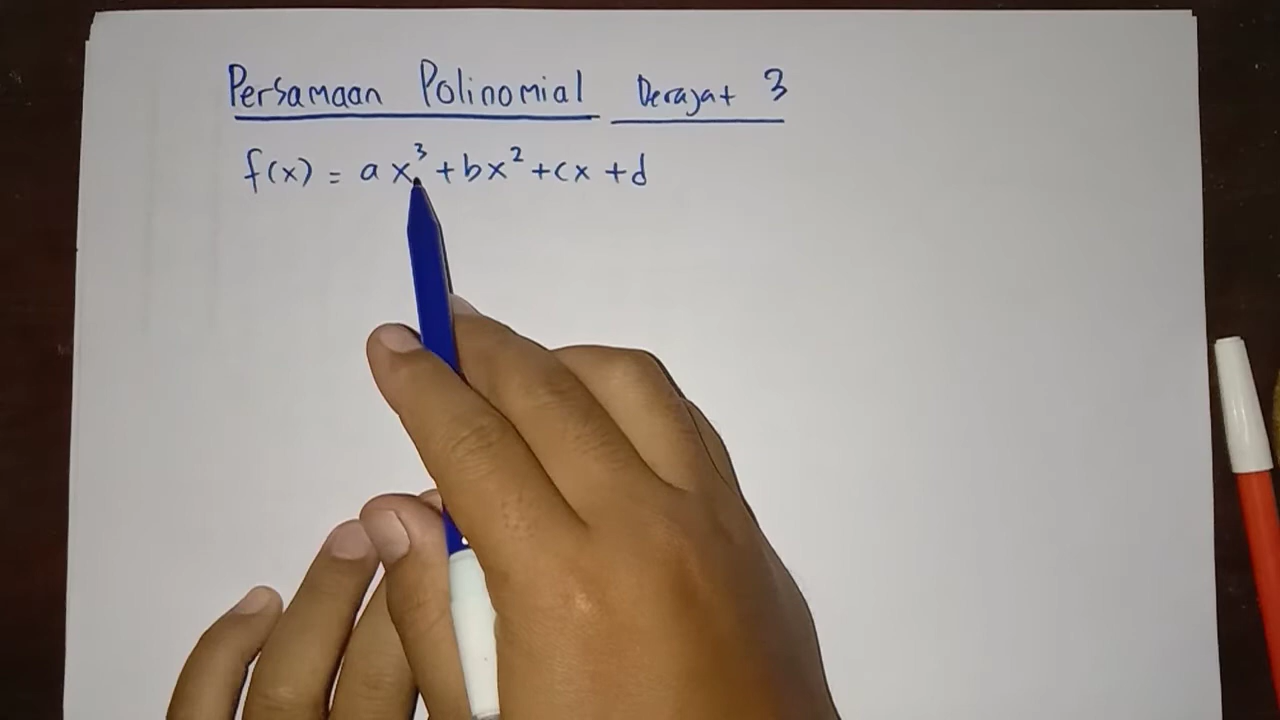 Persamaan Polinomial Derajat 3
f(x) = ax³ + bx² + cx + d